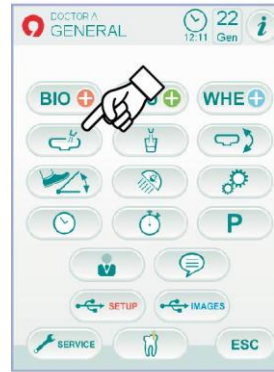 DOCTOR A
GENERAL
12:11
22
Gen
i
BIO
WHE
P
SETUP
IMAGES
SERVICE
ESC